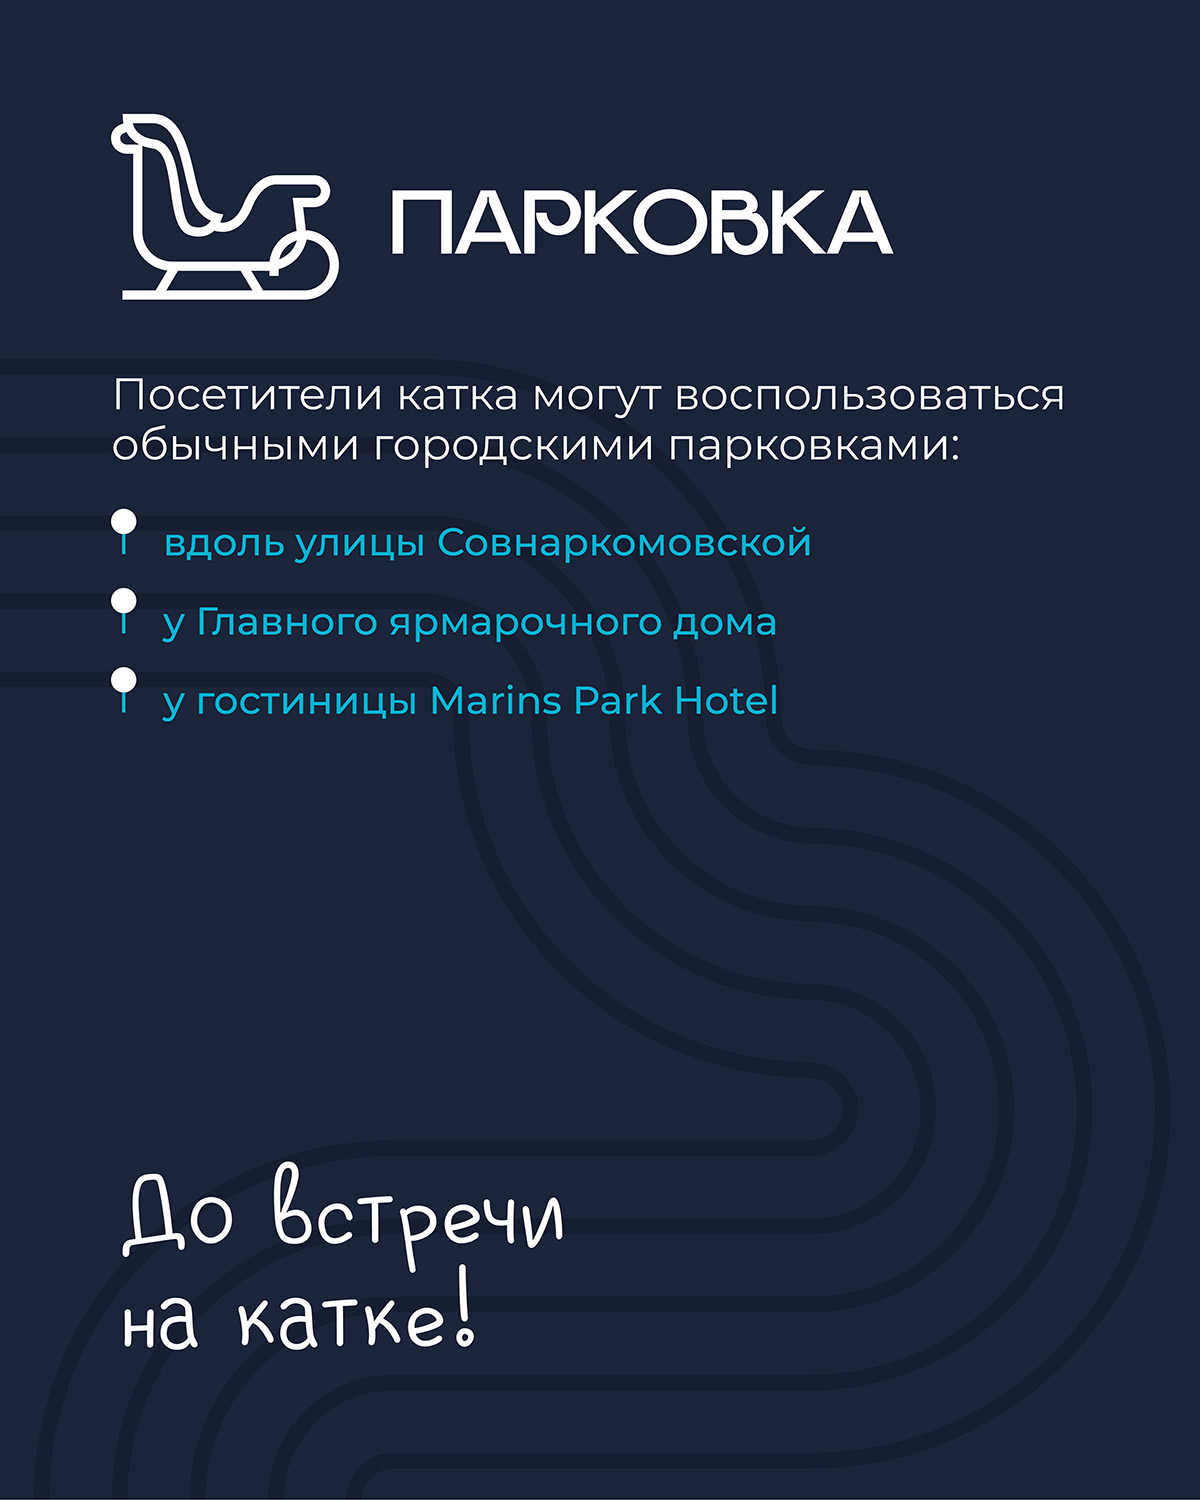 ПАРКОВКА
Посетители катка могут воспользоваться
обычными городскими парковками:
вдоль улицы Совнаркомовской
у Главного ярмарочного дома
у гостиницы Marins Park Hotel
До встречи
на катке!